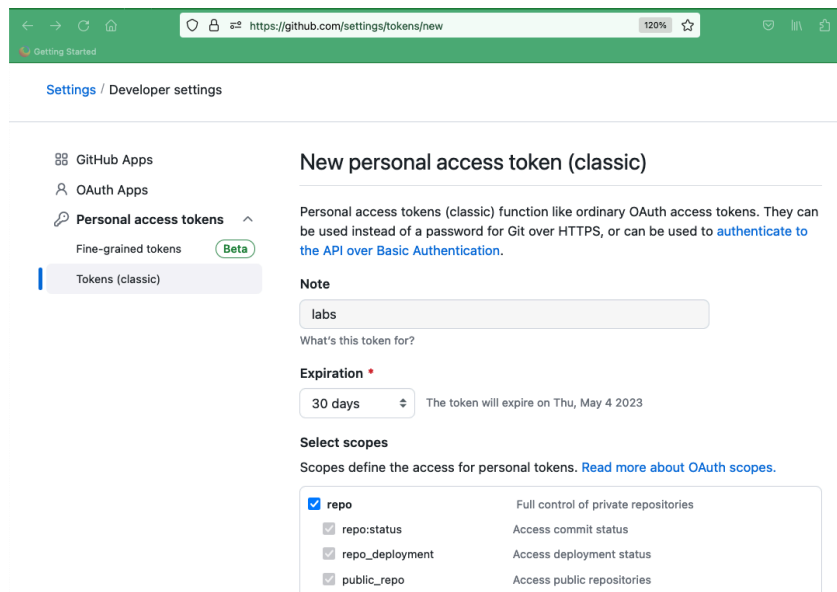 https://github.com/settings/tokens/new
120%
Getting Started
Settings / Developer settings
GitHub Apps
OAuth Apps
Personal access tokens
Fine-grained tokens
Beta
Tokens (classic)
New personal access token (classic)
Personal access tokens (classic) function like ordinary OAuth access tokens. They can
be used instead of a password for Git over HTTPS, or can be used to authenticate to
the API over Basic Authentication.
Note
labs
What's this token for?
Expiration *
30 days
The token will expire on Thu, May 4 2023
Select scopes
Scopes define the access for personal tokens. Read more about OAuth scopes.
repo Full control of private repositories
repo:status Access commit status
repo_deployment Access deployment status
public_repo Access public repositories